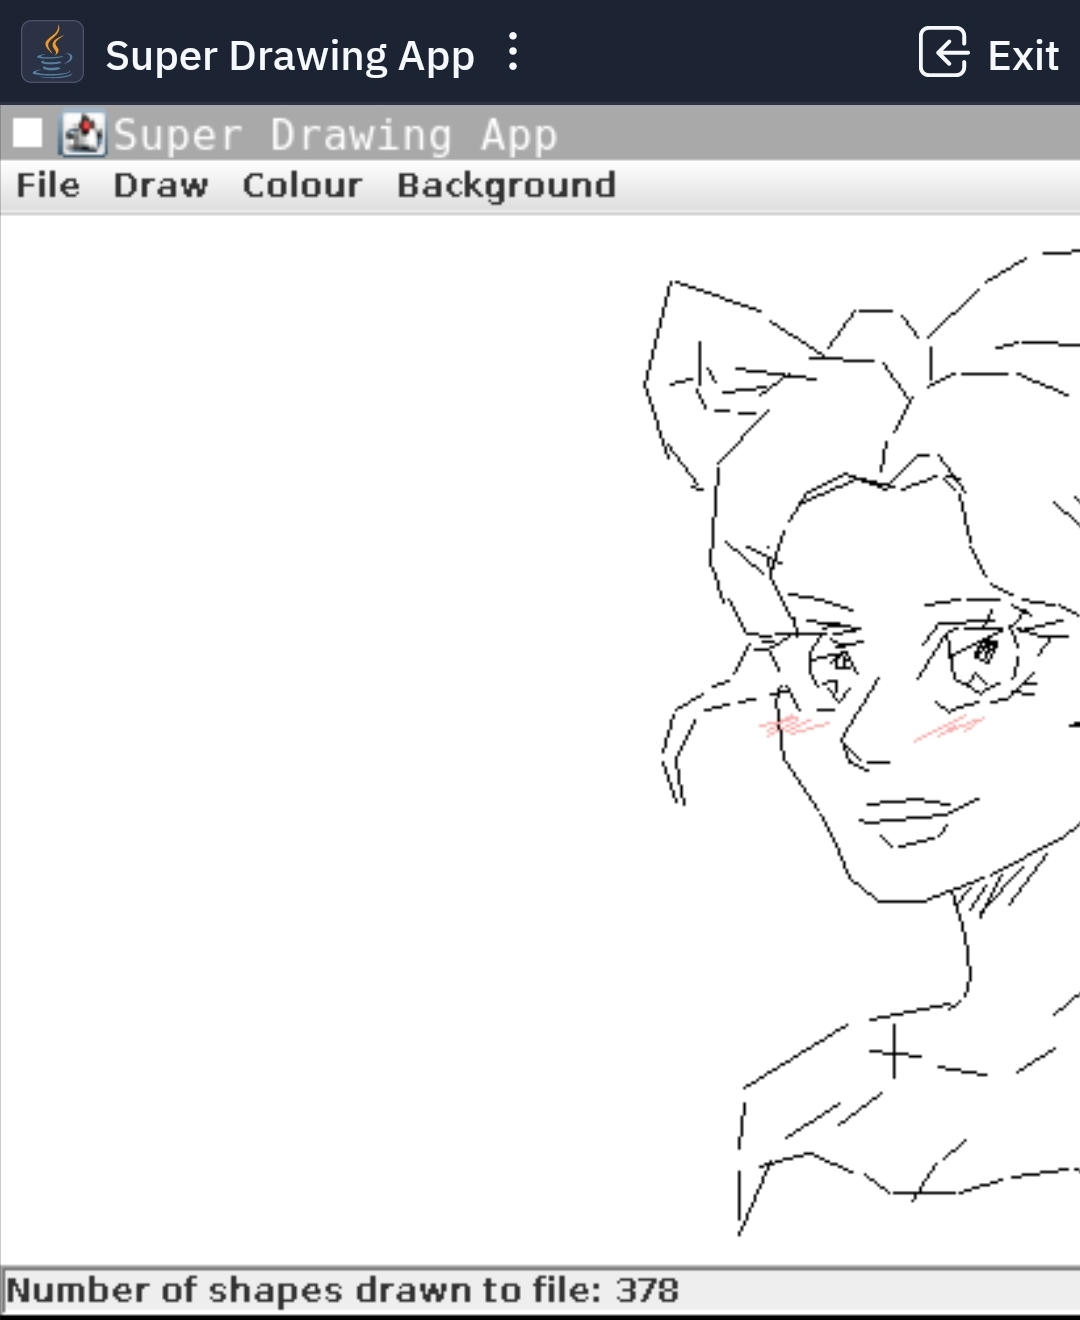 Super Drawing App
Exit
Super Drawing App
File Draw Colour Background
Number of shapes drawn to file: 378